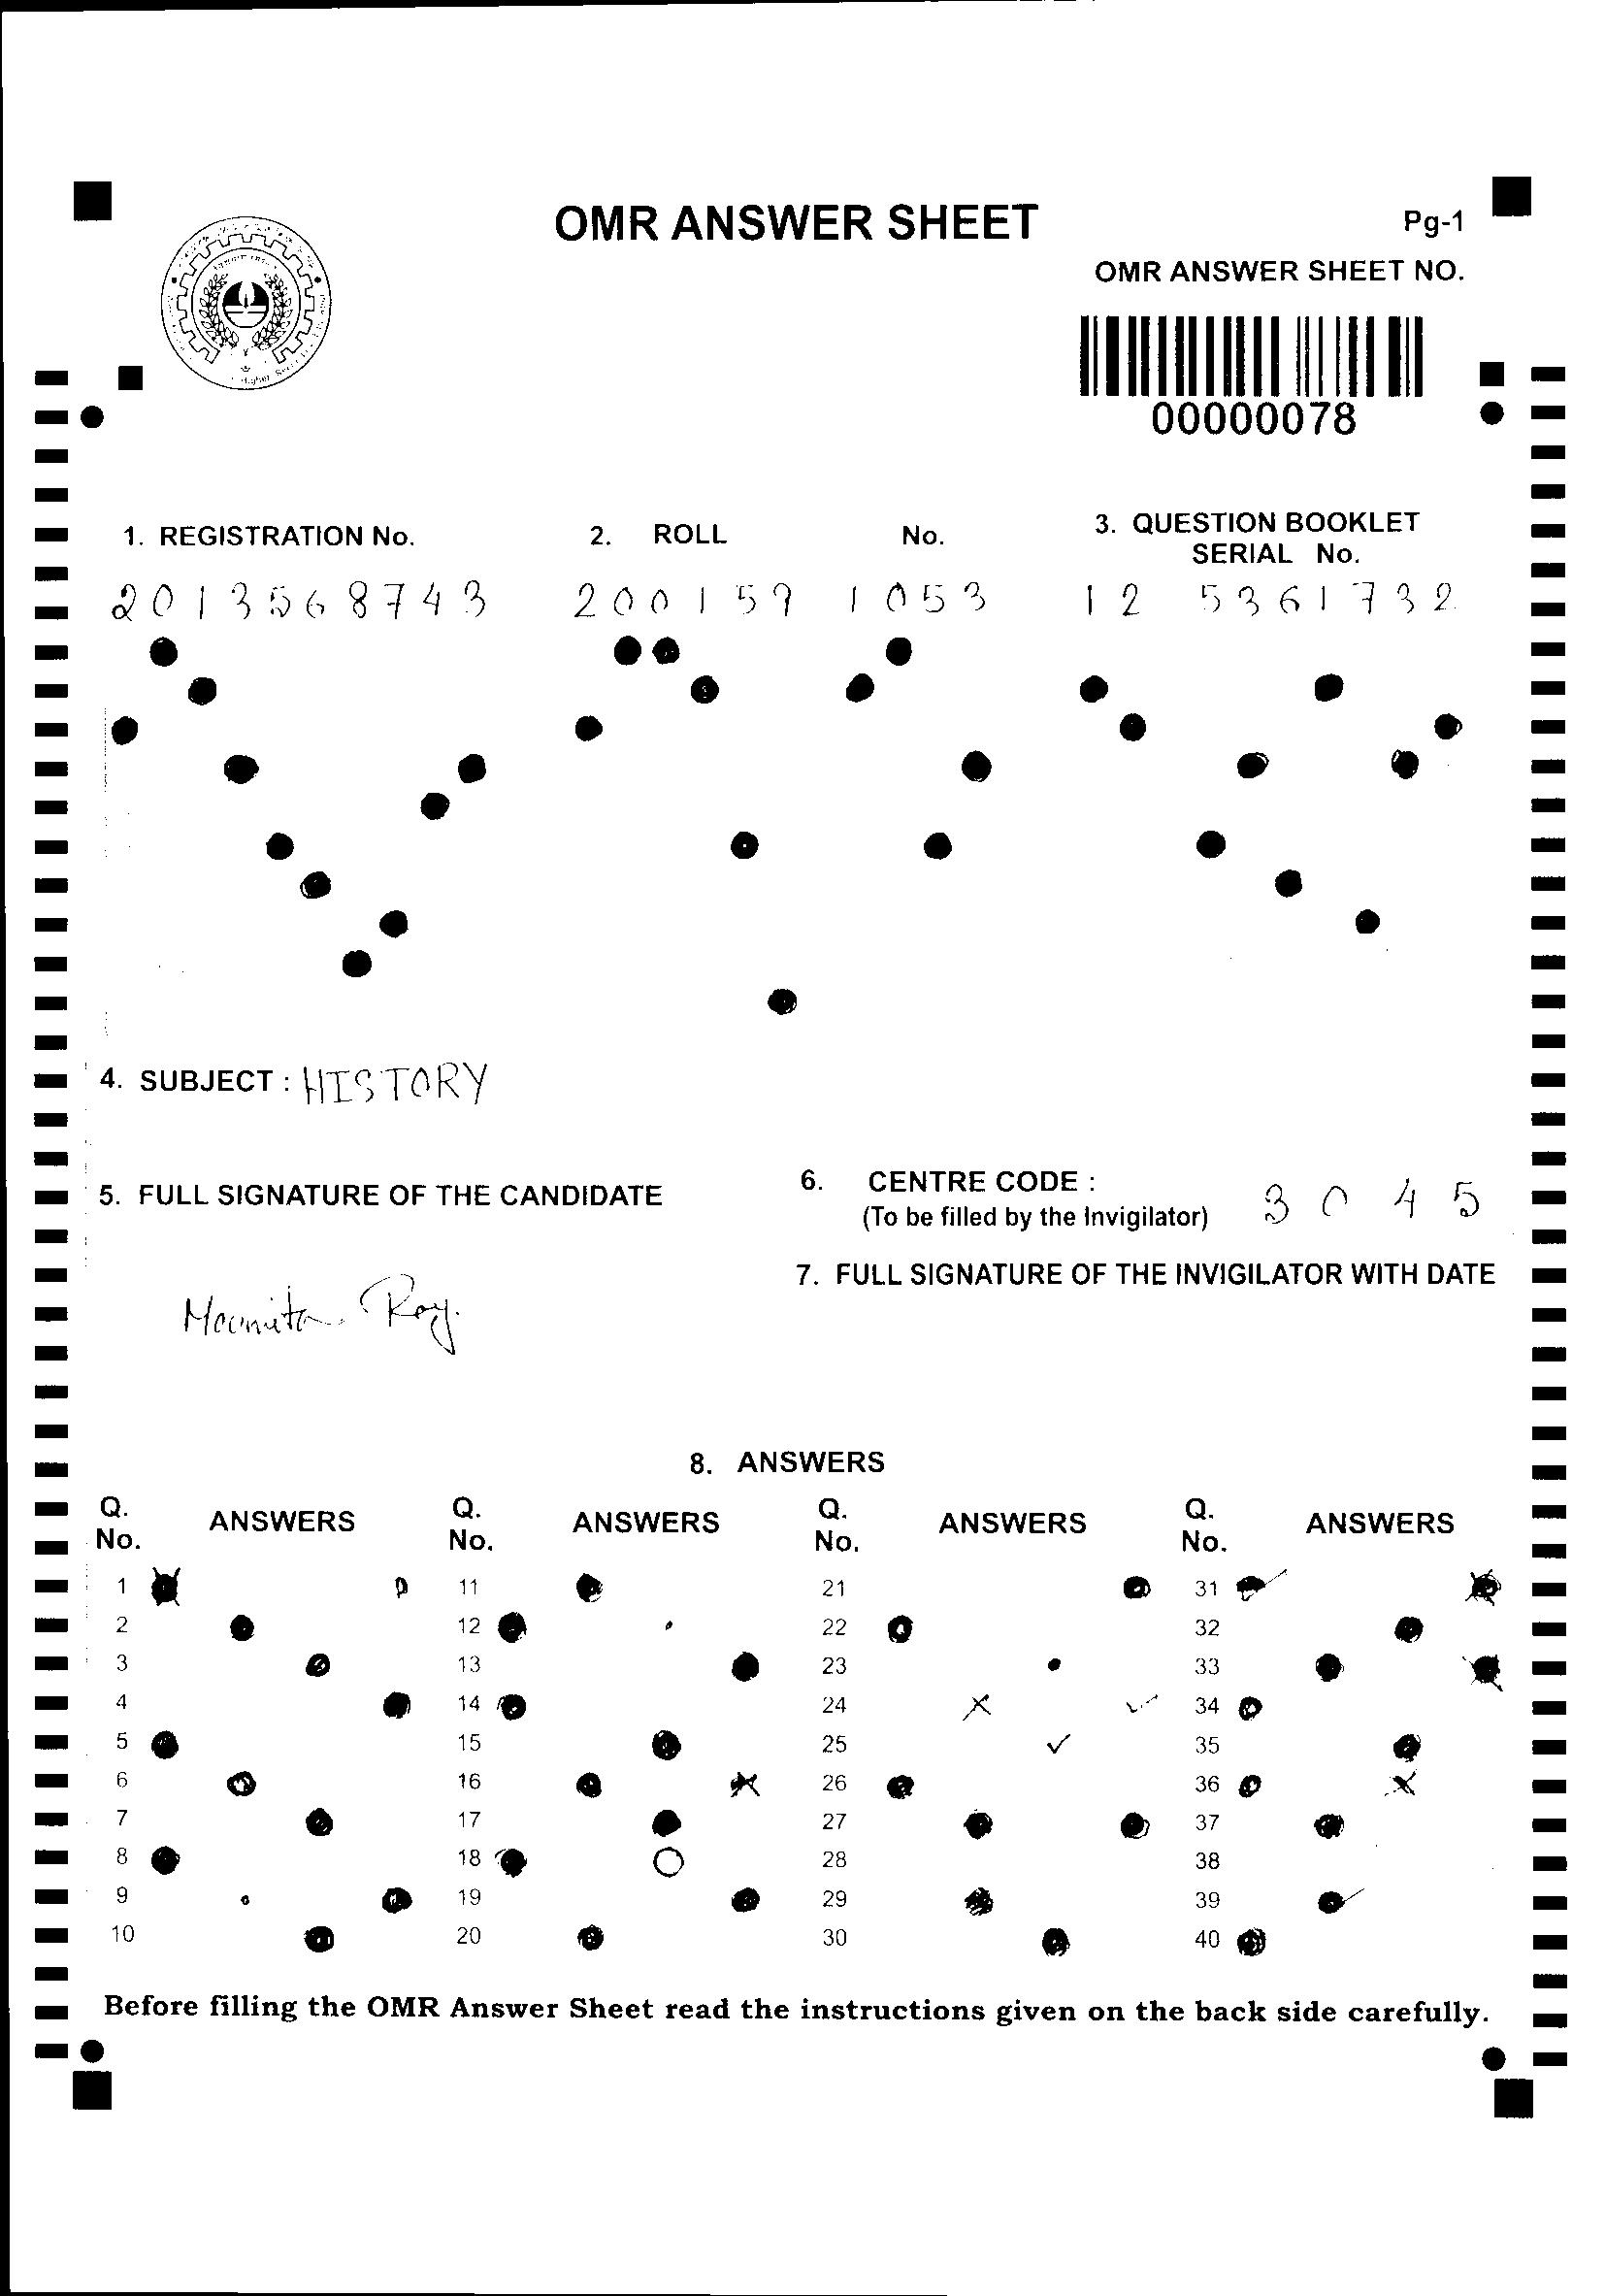 OMR ANSWER SHEET
Pg-1
OMR ANSWER SHEET NO.
00000078
1. REGISTRATION No.
2. ROLL No.
3. QUESTION BOOKLET
SERIAL No.
2013568743
200159 1053
12 5361732
4. SUBJECT : HISTORY
5. FULL SIGNATURE OF THE CANDIDATE
6. CENTRE CODE :
(To be filled by the Invigilator)
3045
7. FULL SIGNATURE OF THE INVIGILATOR WITH DATE
Moumita Roy.
8. ANSWERS
Q. No. ANSWERS Q. No. ANSWERS Q. No. ANSWERS Q. No. ANSWERS
1 11 21 31
2 12 22 32
3 13 23 33
4 14 24 34
5 15 25 35
6 16 26 36
7 17 27 37
8 18 28 38
9 19 29 39
10 20 30 40
Before filling the OMR Answer Sheet read the instructions given on the back side carefully.